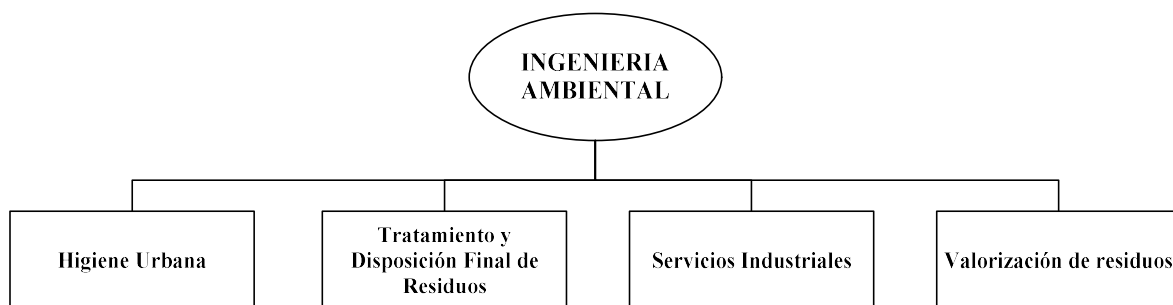 INGENIERIA
AMBIENTAL
Higiene Urbana
Tratamiento y
Disposición Final de
Residuos
Servicios Industriales
Valorización de residuos